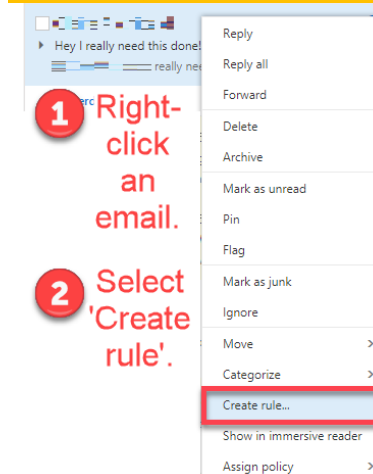 Hey I really need this done!
really nee
1 Right-
click
an
email.
2 Select
'Create
rule'.
Reply
Reply all
Forward
Delete
Archive
Mark as unread
Pin
Flag
Mark as junk
Ignore
Move
Categorize
Create rule...
Show in immersive reader
Assign policy